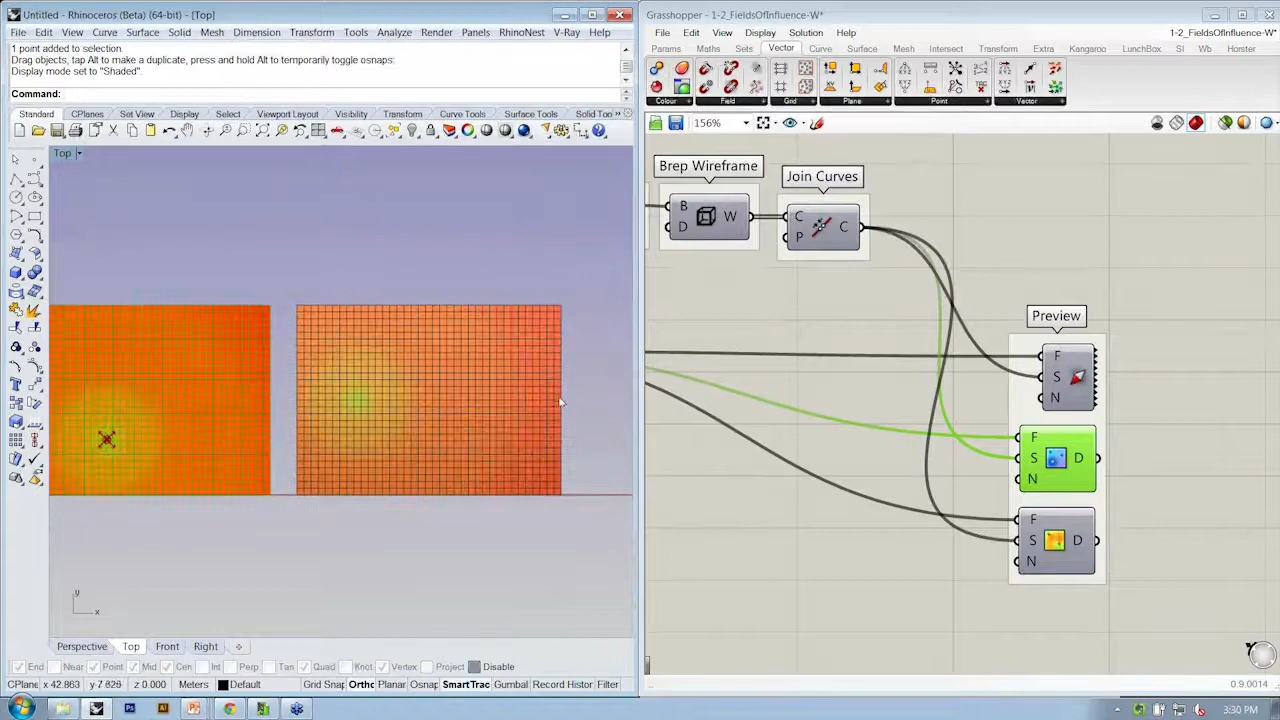 Untitled - Rhinoceros (Beta) (64-bit) - [Top]
File Edit View Curve Surface Solid Mesh Dimension Transform Tools Analyze Render Panels RhinoNest V-Ray Help
1 point added to selection.
Drag objects, tap Alt to make a duplicate, press and hold Alt to temporarily toggle osnaps:
Display mode set to "Shaded".
Command:
Standard CPlanes Set View Display Select Viewport Layout Visibility Transform Curve Tools Surface Tools Solid Too »
Top
y
x
Perspective Top Front Right
End Near Point Mid Cen Int Perp Tan Quad Knot Vertex Project Disable
CPlane x 42.863 y-7.826 z 0.000 Meters Default Grid Snap Ortho Planar Osnap SmartTrac Gumbal Record Histor Filter
Grasshopper - 1-2_FieldsOfInfluence-W*
File Edit View Display Solution Help 1-2_FieldsOfInfluence-W*
Params Maths Sets Vector Curve Surface Mesh Intersect Transform Extra Kangaroo LunchBox SI Wb Horster
Colour Field Grid Plane Point Vector
156%
Brep Wireframe
B
D
W
Join Curves
C
P
C
Preview
F
S
N
F
S
N
D
F
S
N
D
0.9.0014
3:30 PM